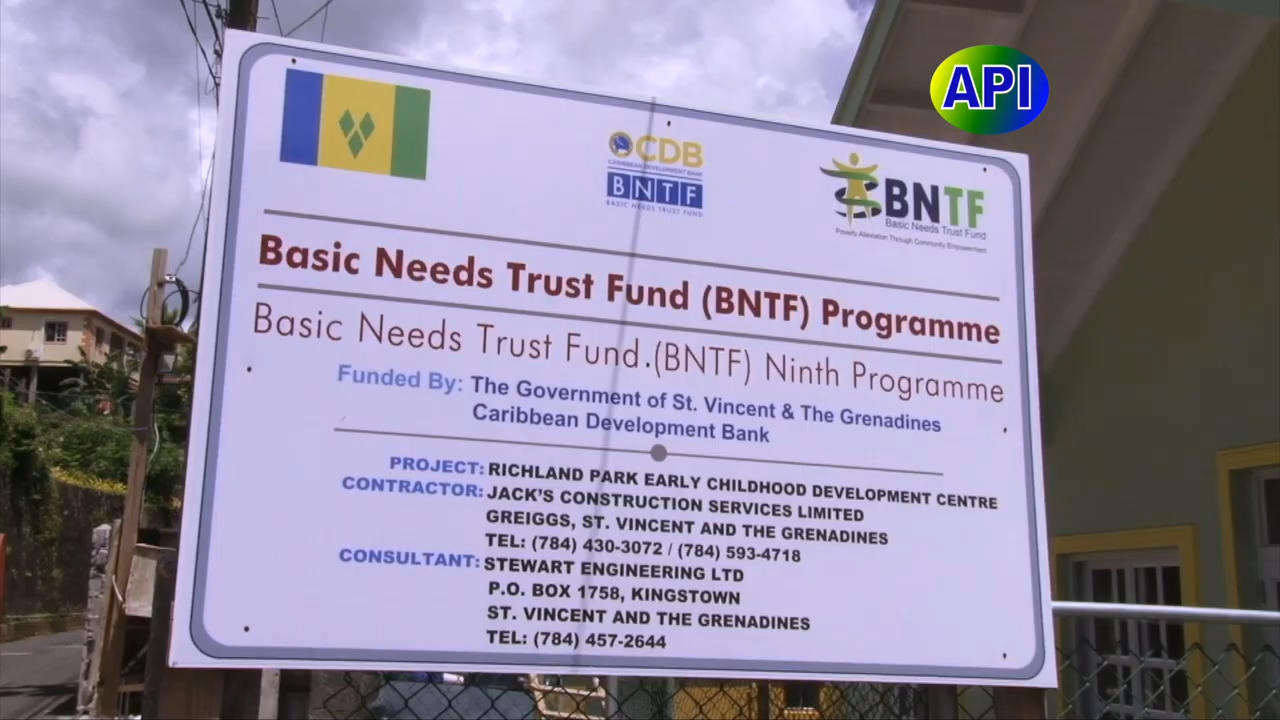 API
CDB
CARIBBEAN DEVELOPMENT BANK
BNTF
BASIC NEEDS TRUST FUND
BNTF
Basic Needs Trust Fund
Poverty Alleviation Through Community Empowerment
Basic Needs Trust Fund (BNTF) Programme
Basic Needs Trust Fund.(BNTF) Ninth Programme
Funded By: The Government of St. Vincent & The Grenadines
Caribbean Development Bank
PROJECT: RICHLAND PARK EARLY CHILDHOOD DEVELOPMENT CENTRE
CONTRACTOR: JACK'S CONSTRUCTION SERVICES LIMITED
GREIGGS, ST. VINCENT AND THE GRENADINES
TEL: (784) 430-3072 / (784) 593-4718
CONSULTANT: STEWART ENGINEERING LTD
P.O. BOX 1758, KINGSTOWN
ST. VINCENT AND THE GRENADINES
TEL: (784) 457-2644